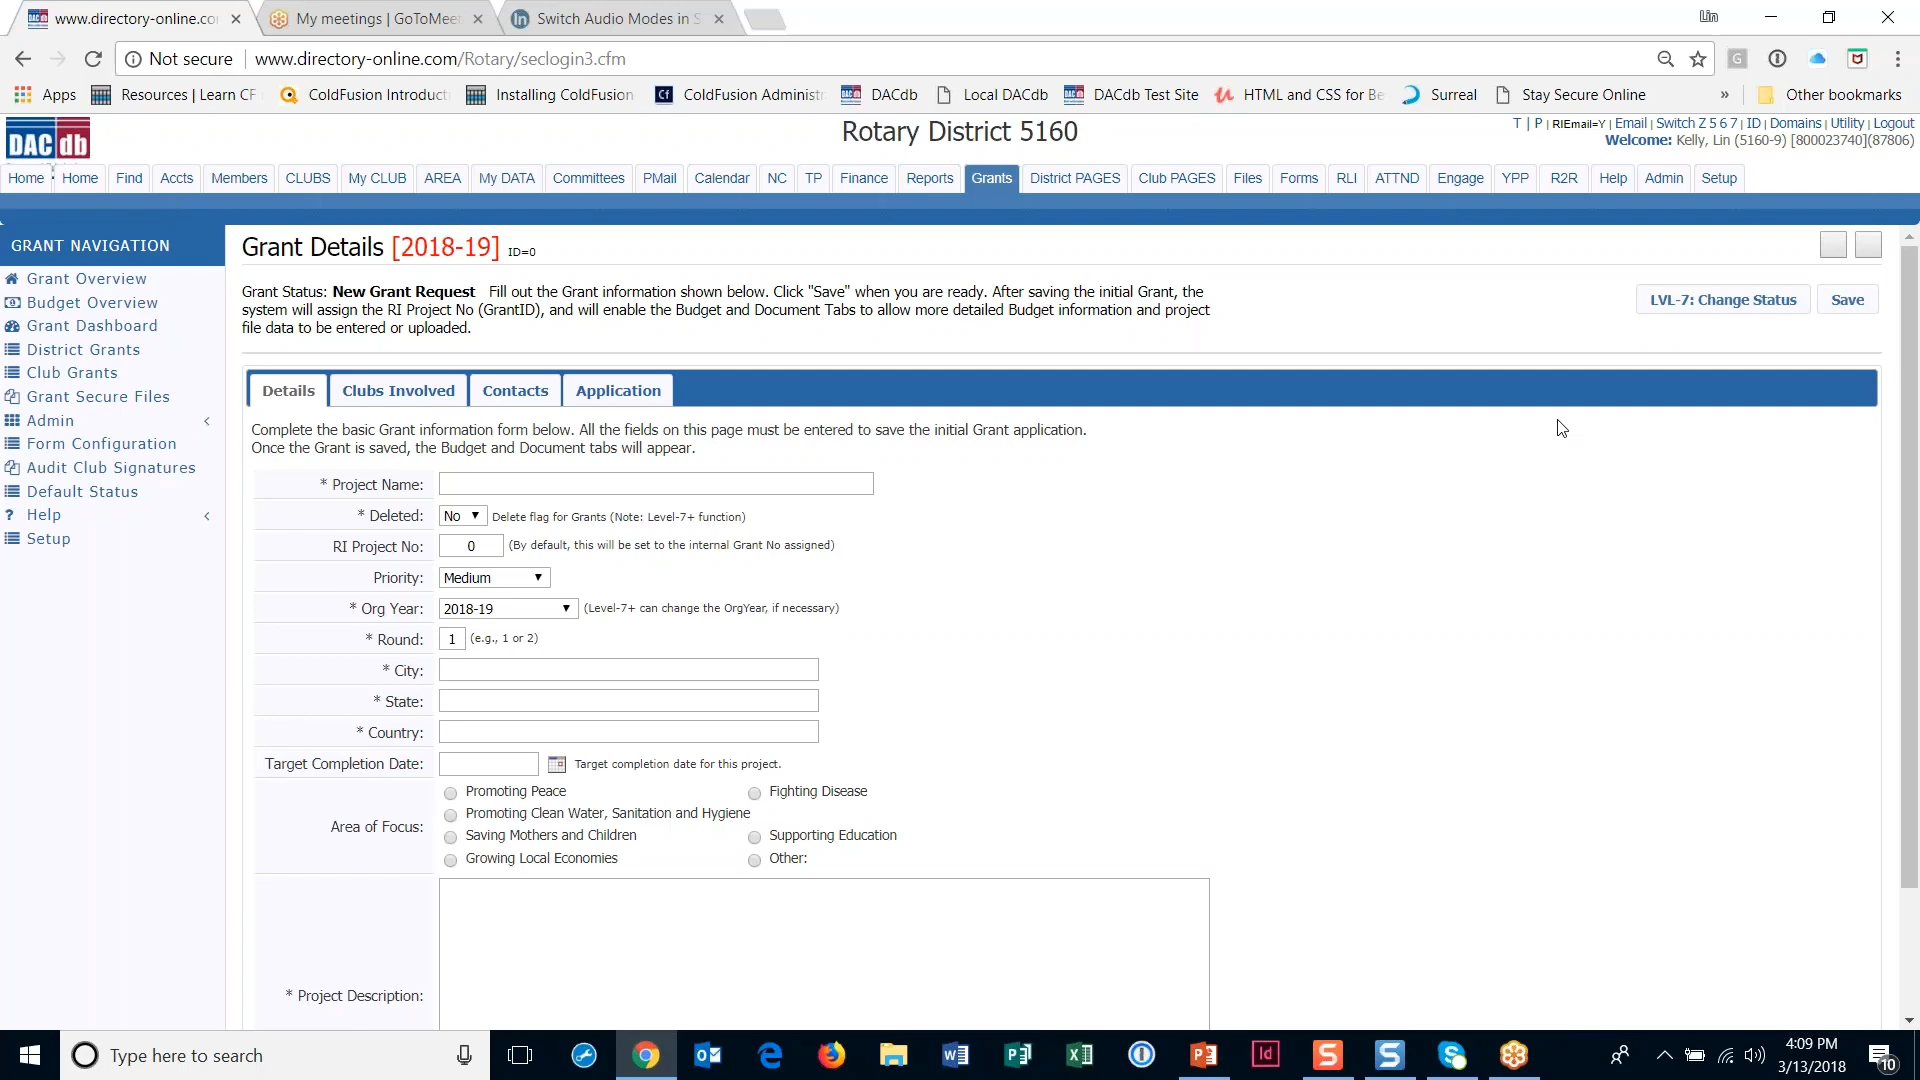 www.directory-online.co
My meetings | GoToMee
Switch Audio Modes in S
Lin
Not secure
www.directory-online.com/Rotary/seclogin3.cfm
Apps
Resources | Learn CF
ColdFusion Introduct
Installing ColdFusion
ColdFusion Administr
DACdb
Local DACdb
DACdb Test Site
HTML and CSS for Be
Surreal
Stay Secure Online
»
Other bookmarks
DAC db
Rotary District 5160
T | P | RIEmail=Y | Email | Switch Z 5 6 7 | ID | Domains | Utility | Logout
Welcome: Kelly, Lin (5160-9) [800023740](87806)
Home
Home
Find
Accts
Members
CLUBS
My CLUB
AREA
My DATA
Committees
PMail
Calendar
NC
TP
Finance
Reports
Grants
District PAGES
Club PAGES
Files
Forms
RLI
ATTND
Engage
YPP
R2R
Help
Admin
Setup
GRANT NAVIGATION
Grant Overview
Budget Overview
Grant Dashboard
District Grants
Club Grants
Grant Secure Files
Admin
Form Configuration
Audit Club Signatures
Default Status
Help
Setup
Grant Details [2018-19] ID=0
Grant Status: New Grant Request Fill out the Grant information shown below. Click "Save" when you are ready. After saving the initial Grant, the
system will assign the RI Project No (GrantID), and will enable the Budget and Document Tabs to allow more detailed Budget information and project
file data to be entered or uploaded.
LVL-7: Change Status
Save
Details
Clubs Involved
Contacts
Application
Complete the basic Grant information form below. All the fields on this page must be entered to save the initial Grant application.
Once the Grant is saved, the Budget and Document tabs will appear.
* Project Name:
* Deleted: No Delete flag for Grants (Note: Level-7+ function)
RI Project No: 0 (By default, this will be set to the internal Grant No assigned)
Priority: Medium
* Org Year: 2018-19 (Level-7+ can change the OrgYear, if necessary)
* Round: 1 (e.g., 1 or 2)
* City:
* State:
* Country:
Target Completion Date: Target completion date for this project.
Area of Focus:
Promoting Peace
Fighting Disease
Promoting Clean Water, Sanitation and Hygiene
Saving Mothers and Children
Supporting Education
Growing Local Economies
Other:
* Project Description:
Type here to search
4:09 PM
3/13/2018
10